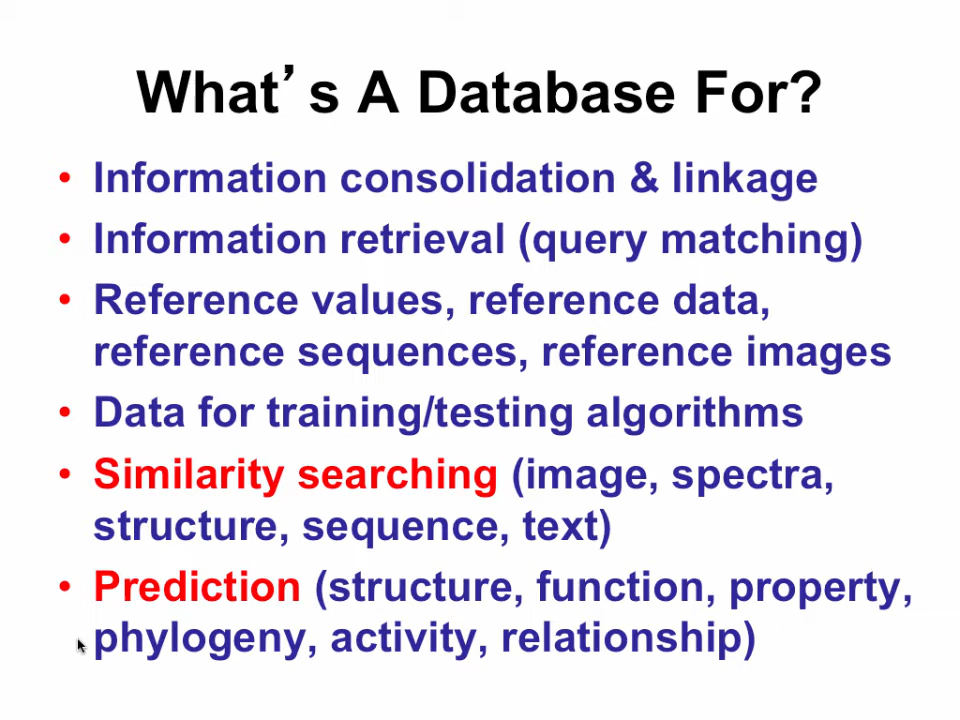 What’s A Database For?
• Information consolidation & linkage
• Information retrieval (query matching)
• Reference values, reference data,
reference sequences, reference images
• Data for training/testing algorithms
• Similarity searching (image, spectra,
structure, sequence, text)
• Prediction (structure, function, property,
phylogeny, activity, relationship)